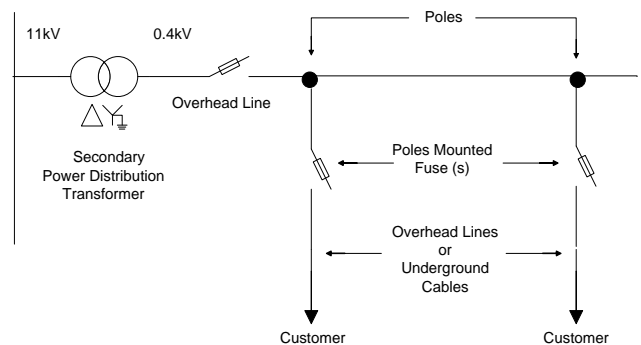 Poles
11kV
0.4kV
Overhead Line
Secondary
Power Distribution
Transformer
Poles Mounted
Fuse (s)
Overhead Lines
or
Underground
Cables
Customer
Customer